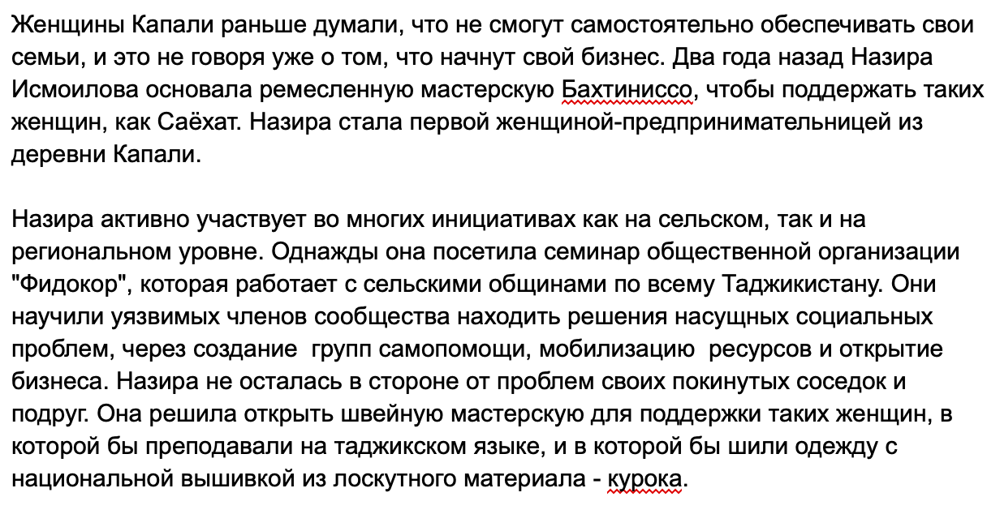 Женщины Капали раньше думали, что не смогут самостоятельно обеспечивать свои
семьи, и это не говоря уже о том, что начнут свой бизнес. Два года назад Назира
Исмоилова основала ремесленную мастерскую Бахтиниссо, чтобы поддержать таких
женщин, как Саёхат. Назира стала первой женщиной-предпринимательницей из
деревни Капали.

Назира активно участвует во многих инициативах как на сельском, так и на
региональном уровне. Однажды она посетила семинар общественной организации
"Фидокор", которая работает с сельскими общинами по всему Таджикистану. Они
научили уязвимых членов сообщества находить решения насущных социальных
проблем, через создание  групп самопомощи, мобилизацию  ресурсов и открытие
бизнеса. Назира не осталась в стороне от проблем своих покинутых соседок и
подруг. Она решила открыть швейную мастерскую для поддержки таких женщин, в
которой бы преподавали на таджикском языке, и в которой бы шили одежду с
национальной вышивкой из лоскутного материала - курока.